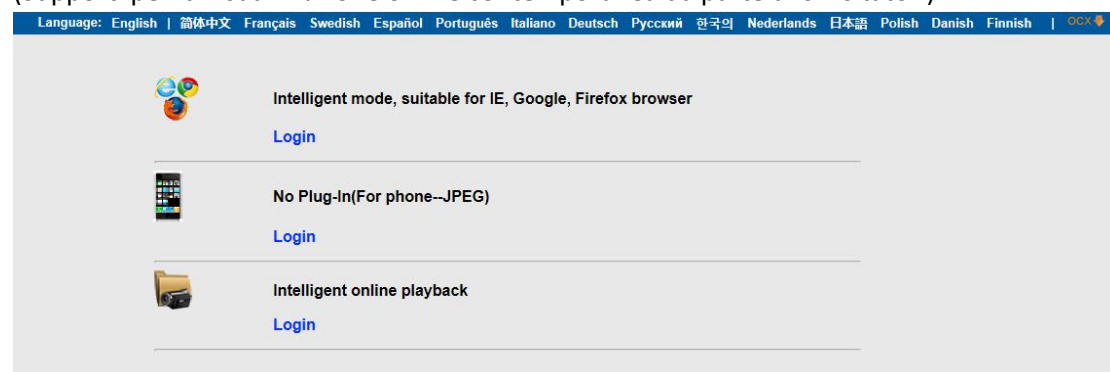 Language: English | 简体中文 Français Swedish Español Português Italiano Deutsch Русский 한국의 Nederlands 日本語 Polish Danish Finnish | OCX
Intelligent mode, suitable for IE, Google, Firefox browser
Login
No Plug-In(For phone--JPEG)
Login
Intelligent online playback
Login